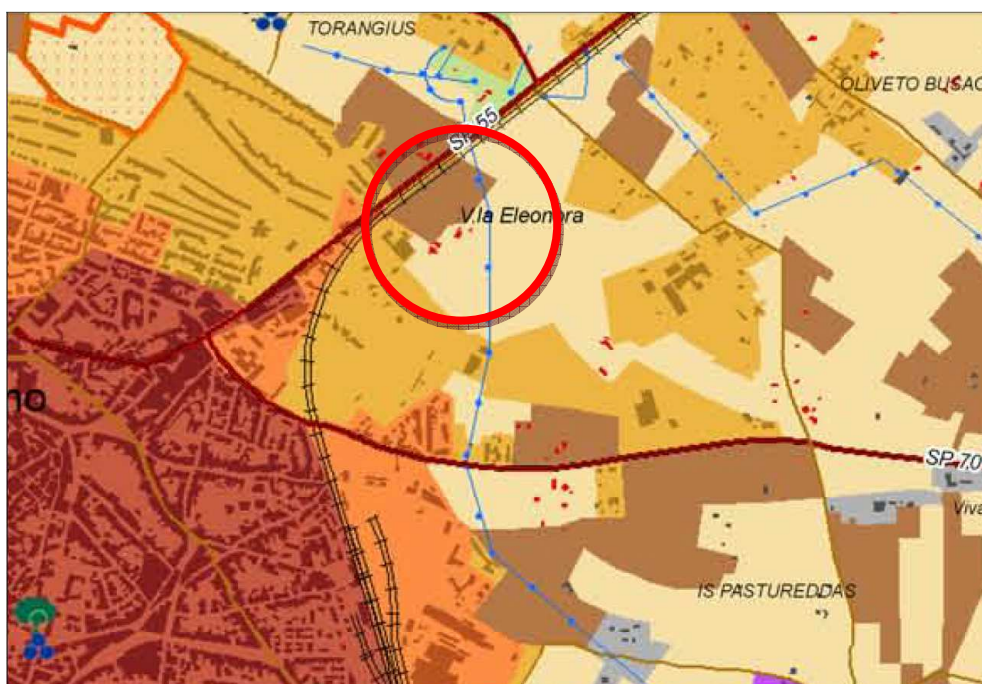 TORANGIUS
OLIVETO BUSAC
SP 55
V.la Eleonora
no
SP 70
Viva
IS PASTUREDDAS